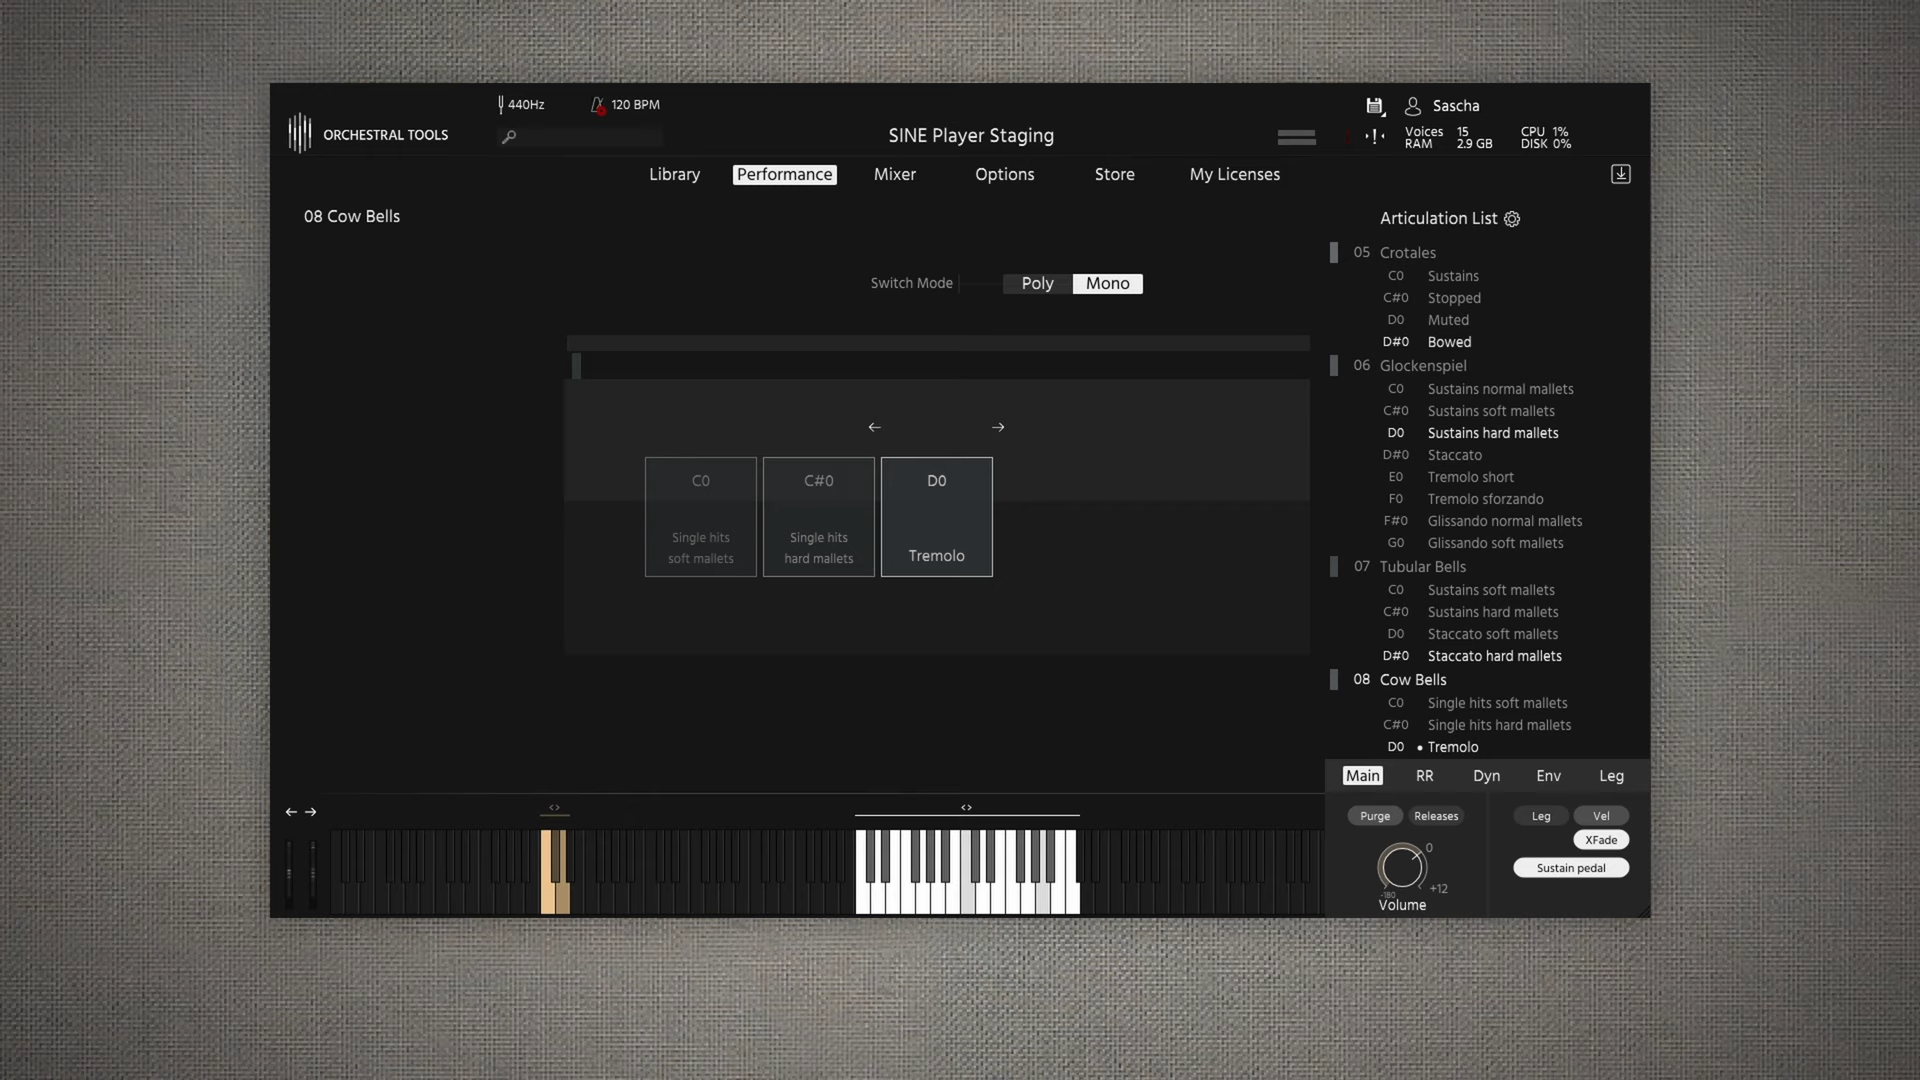 440Hz
120 BPM
Sascha
ORCHESTRAL TOOLS
SINE Player Staging
Voices 15
RAM 2.9 GB
CPU 1%
DISK 0%
Library Performance Mixer Options Store My Licenses
08 Cow Bells
Switch Mode Poly Mono
C0
Single hits
soft mallets
C#0
Single hits
hard mallets
D0
Tremolo
Articulation List
05 Crotales
C0 Sustains
C#0 Stopped
D0 Muted
D#0 Bowed
06 Glockenspiel
C0 Sustains normal mallets
C#0 Sustains soft mallets
D0 Sustains hard mallets
D#0 Staccato
E0 Tremolo short
F0 Tremolo sforzando
F#0 Glissando normal mallets
G0 Glissando soft mallets
07 Tubular Bells
C0 Sustains soft mallets
C#0 Sustains hard mallets
D0 Staccato soft mallets
D#0 Staccato hard mallets
08 Cow Bells
C0 Single hits soft mallets
C#0 Single hits hard mallets
D0 • Tremolo
Main RR Dyn Env Leg
Purge Releases
Leg Vel
XFade
Sustain pedal
0
-180
+12
Volume